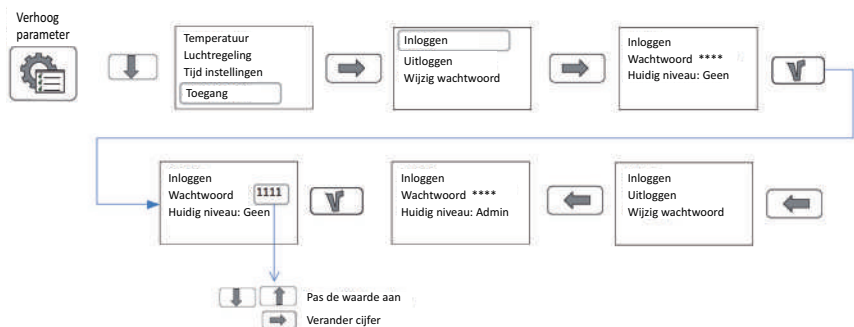 Verhoog
parameter
Temperatuur
Luchtregeling
Tijd instellingen
Toegang
Inloggen
Uitloggen
Wijzig wachtwoord
Inloggen
Wachtwoord ****
Huidig niveau: Geen
Inloggen
Wachtwoord 1111
Huidig niveau: Geen
Inloggen
Wachtwoord ****
Huidig niveau: Admin
Inloggen
Uitloggen
Wijzig wachtwoord
Pas de waarde aan
Verander cijfer